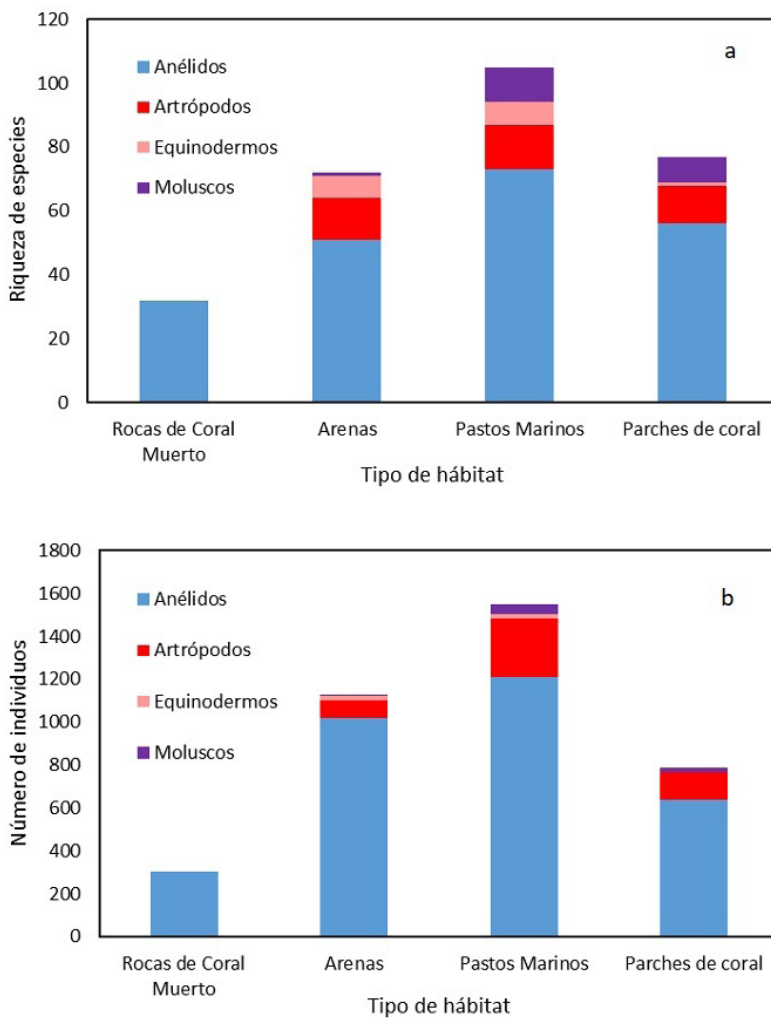 a
120
100
80
60
40
20
0
Riqueza de especies
Anélidos
Artrópodos
Equinodermos
Moluscos
Rocas de Coral
Muerto
Arenas
Pastos Marinos
Parches de coral
Tipo de hábitat
b
1800
1600
1400
1200
1000
800
600
400
200
0
Número de individuos
Anélidos
Artrópodos
Equinodermos
Moluscos
Rocas de Coral
Muerto
Arenas
Pastos Marinos
Parches de coral
Tipo de hábitat